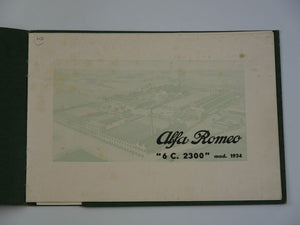 Alfa Romeo
"6 C. 2300" mod. 1934